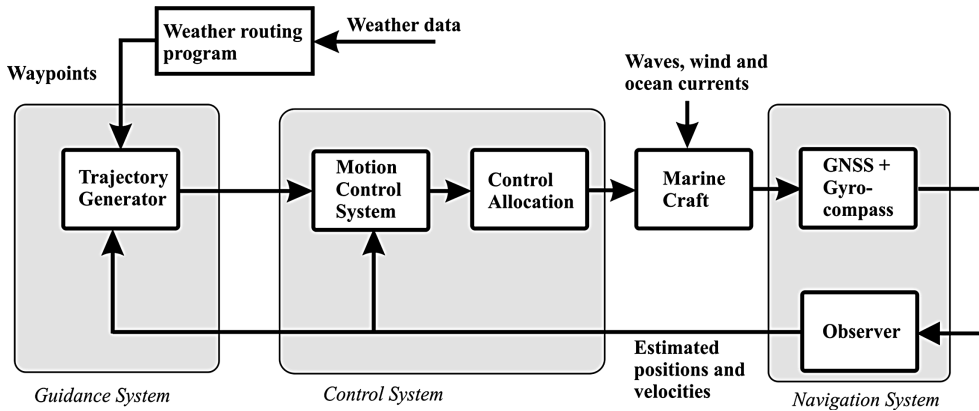 Weather routing
program
Weather data
Waypoints
Waves, wind and
ocean currents
Trajectory
Generator
Motion
Control
System
Control
Allocation
Marine
Craft
GNSS +
Gyro-
compass
Observer
Estimated
positions and
velocities
Guidance System
Control System
Navigation System